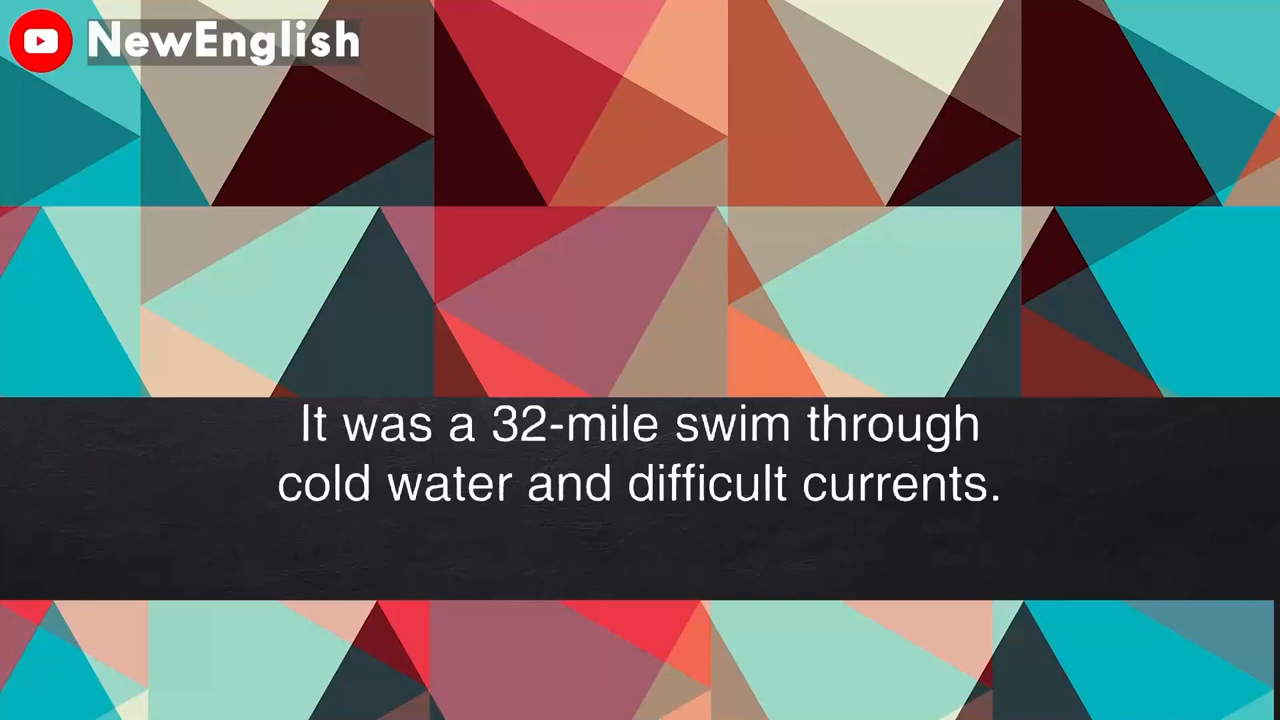 NewEnglish
It was a 32-mile swim through
cold water and difficult currents.